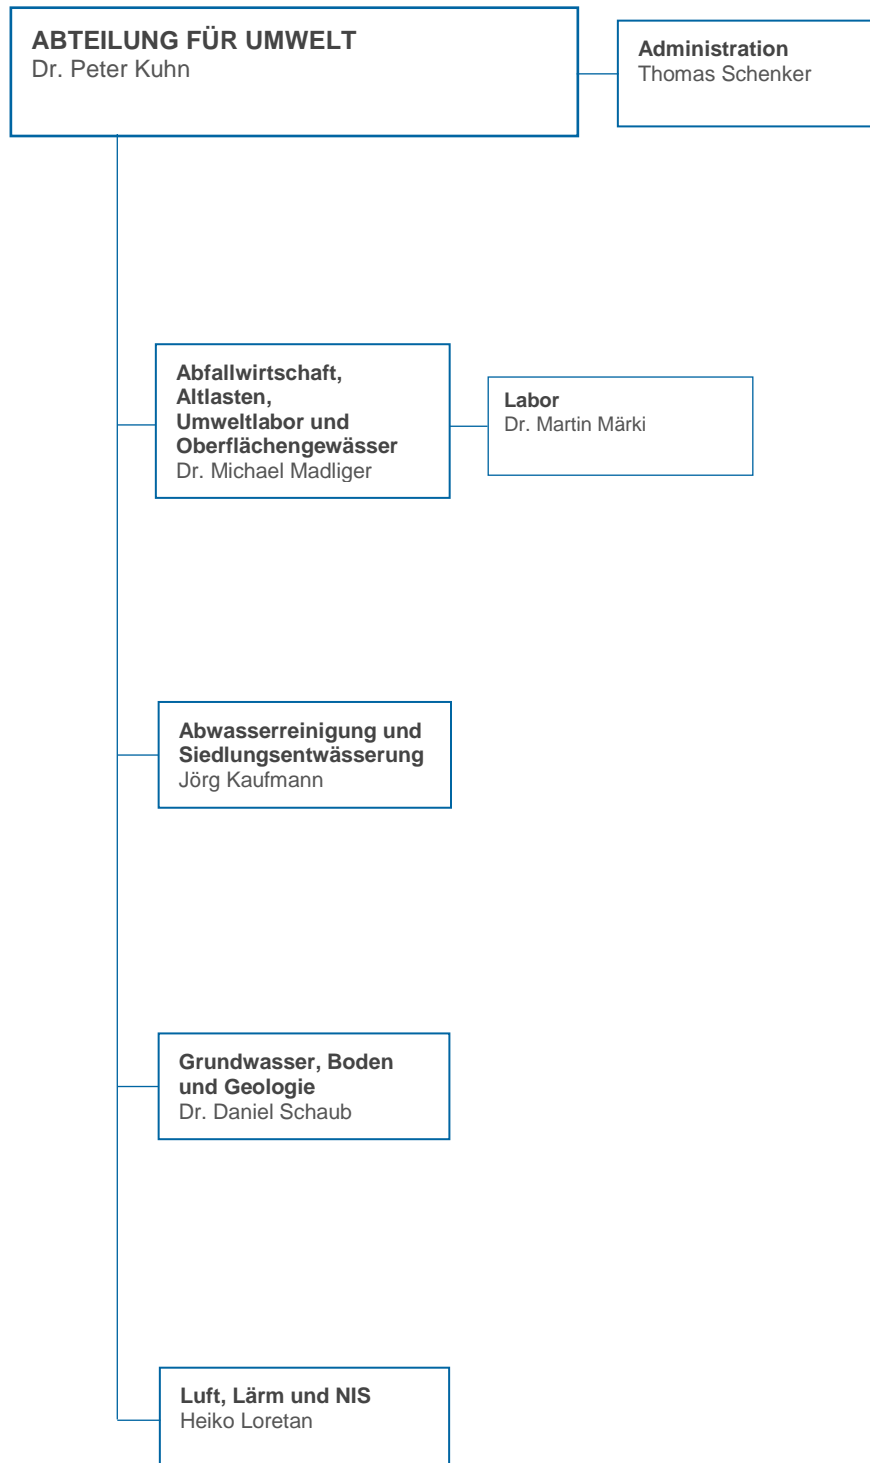 ABTEILUNG FÜR UMWELT
Dr. Peter Kuhn
Administration
Thomas Schenker
Abfallwirtschaft,
Altlasten,
Umweltlabor und
Oberflächengewässer
Dr. Michael Madliger
Labor
Dr. Martin Märki
Abwasserreinigung und
Siedlungsentwässerung
Jörg Kaufmann
Grundwasser, Boden
und Geologie
Dr. Daniel Schaub
Luft, Lärm und NIS
Heiko Loretan